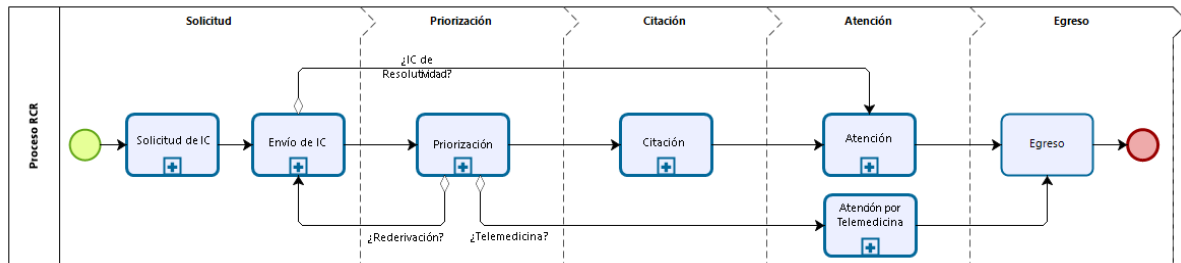 Solicitud
Priorización
Citación
Atención
Egreso
Proceso RCR
¿IC de
Resolutividad?
Solicitud de IC
Envío de IC
Priorización
Citación
Atención
Egreso
¿Rederivación?
¿Telemedicina?
Atención por
Telemedicina